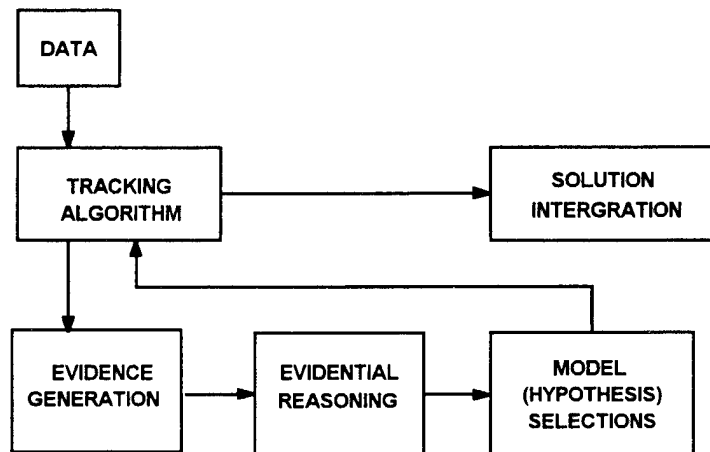 DATA
TRACKING
ALGORITHM
SOLUTION
INTERGRATION
EVIDENCE
GENERATION
EVIDENTIAL
REASONING
MODEL
(HYPOTHESIS)
SELECTIONS